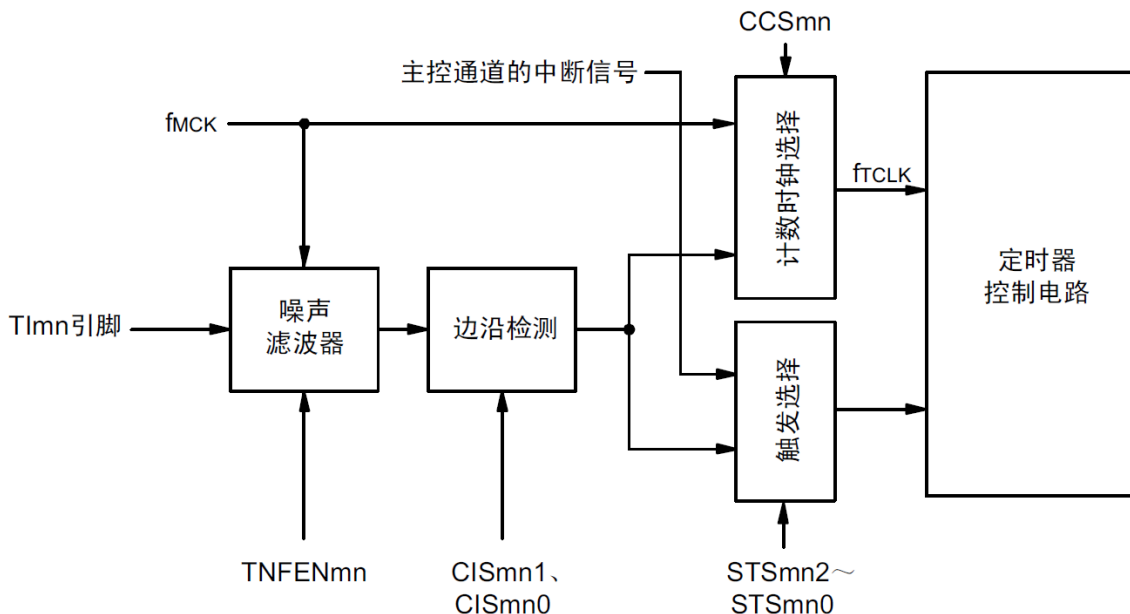 CCSmn
主控通道的中断信号
fMCK
计数时钟选择
fTCLK
定时器
控制电路
TImn引脚
噪声
滤波器
边沿检测
触发选择
TNFENmn
CISmn1、
CISmn0
STSmn2～
STSmn0